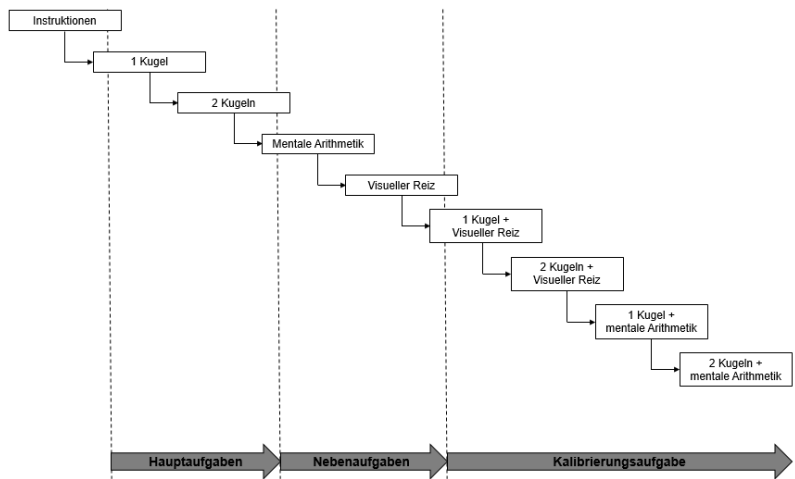 Instruktionen
1 Kugel
2 Kugeln
Mentale Arithmetik
Visueller Reiz
1 Kugel +
Visueller Reiz
2 Kugeln +
Visueller Reiz
1 Kugel +
mentale Arithmetik
2 Kugeln +
mentale Arithmetik
Hauptaufgaben
Nebenaufgaben
Kalibrierungsaufgabe